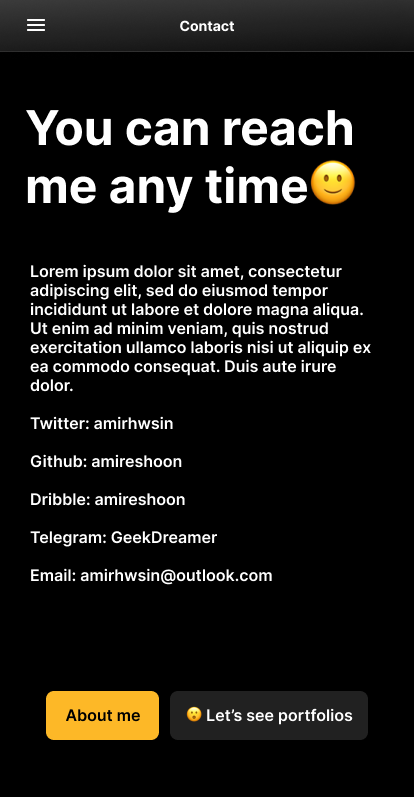 Contact
You can reach
me any time🙂
Lorem ipsum dolor sit amet, consectetur
adipiscing elit, sed do eiusmod tempor
incididunt ut labore et dolore magna aliqua.
Ut enim ad minim veniam, quis nostrud
exercitation ullamco laboris nisi ut aliquip ex
ea commodo consequat. Duis aute irure
dolor.
Twitter: amirhwsin
Github: amireshoon
Dribble: amireshoon
Telegram: GeekDreamer
Email: amirhwsin@outlook.com
About me
😮 Let’s see portfolios